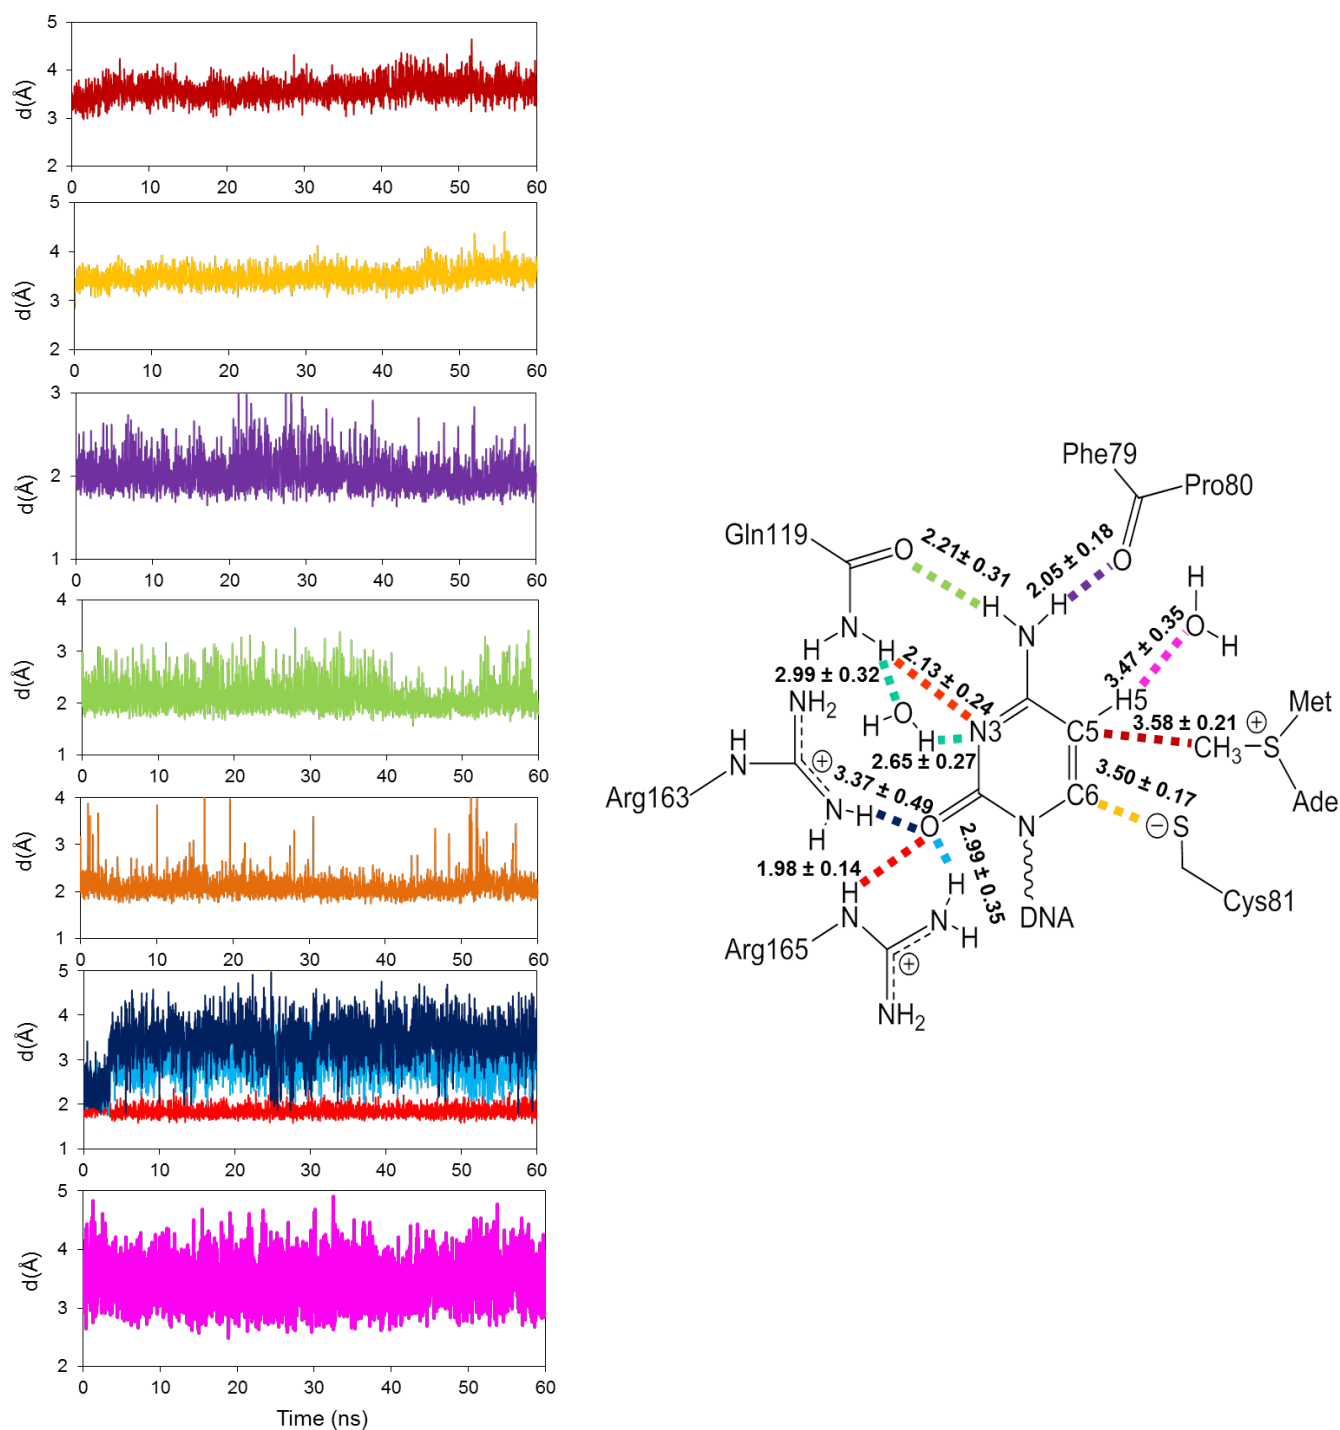 5
4
3
2
d(Å)
0 10 20 30 40 50 60
5
4
3
2
d(Å)
0 10 20 30 40 50 60
3
2
1
d(Å)
0 10 20 30 40 50 60
4
3
2
1
d(Å)
0 10 20 30 40 50 60
4
3
2
1
d(Å)
0 10 20 30 40 50 60
5
4
3
2
1
d(Å)
0 10 20 30 40 50 60
5
4
3
2
d(Å)
0 10 20 30 40 50 60
Time (ns)
Phe79
Pro80
Gln119
O
2.21± 0.31
2.05 ± 0.18
O
H
H
H
O
H
N
H
H
N
2.99 ± 0.32
2.13 ± 0.24
3.47 ± 0.35
H5
NH2
H
O
H
N3
C5
3.58 ± 0.21
CH3
S
+
Met
Ade
H
N
+
2.65 ± 0.27
3.37 ± 0.49
3.50 ± 0.17
C6
Arg163
N
H
H
O
N
−
S
1.98 ± 0.14
2.99 ± 0.35
Cys81
H
N
H
N
H
DNA
Arg165
+
NH2